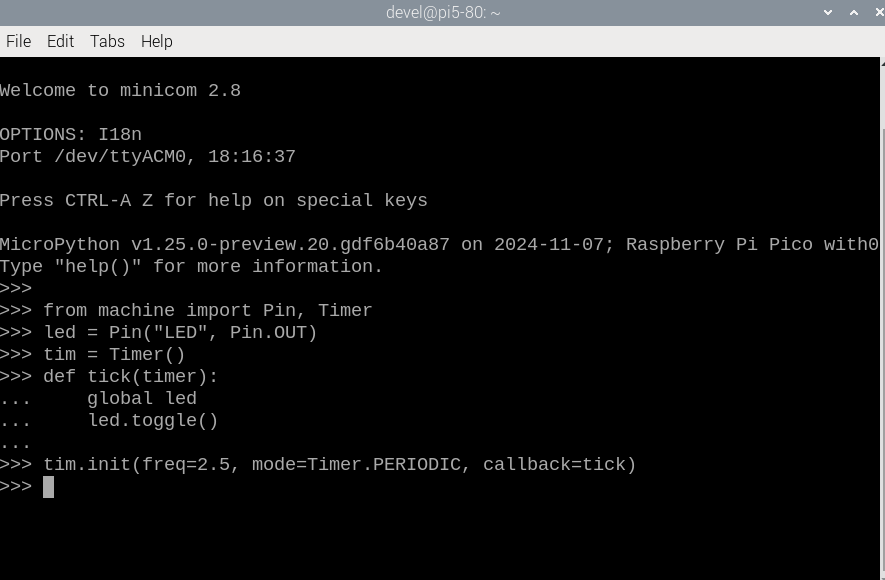 devel@pi5-80: ~
File Edit Tabs Help
Welcome to minicom 2.8
OPTIONS: I18n
Port /dev/ttyACM0, 18:16:37
Press CTRL-A Z for help on special keys
MicroPython v1.25.0-preview.20.gdf6b40a87 on 2024-11-07; Raspberry Pi Pico with0
Type "help()" for more information.
>>>
>>> from machine import Pin, Timer
>>> led = Pin("LED", Pin.OUT)
>>> tim = Timer()
>>> def tick(timer):
...     global led
...     led.toggle()
...
>>> tim.init(freq=2.5, mode=Timer.PERIODIC, callback=tick)
>>>